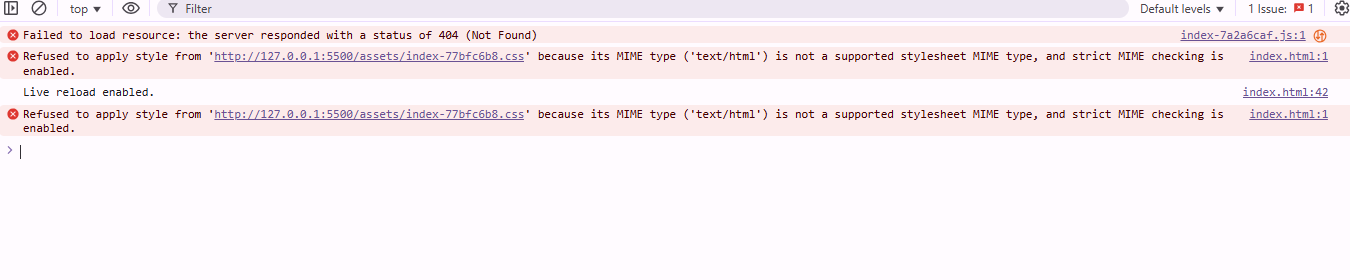 top ▼ Filter Default levels ▼ 1 Issue: 1
Failed to load resource: the server responded with a status of 404 (Not Found) index-7a2a6caf.js:1
Refused to apply style from 'http://127.0.0.1:5500/assets/index-77bfc6b8.css' because its MIME type ('text/html') is not a supported stylesheet MIME type, and strict MIME checking is index.html:1
enabled.
Live reload enabled. index.html:42
Refused to apply style from 'http://127.0.0.1:5500/assets/index-77bfc6b8.css' because its MIME type ('text/html') is not a supported stylesheet MIME type, and strict MIME checking is index.html:1
enabled.
>